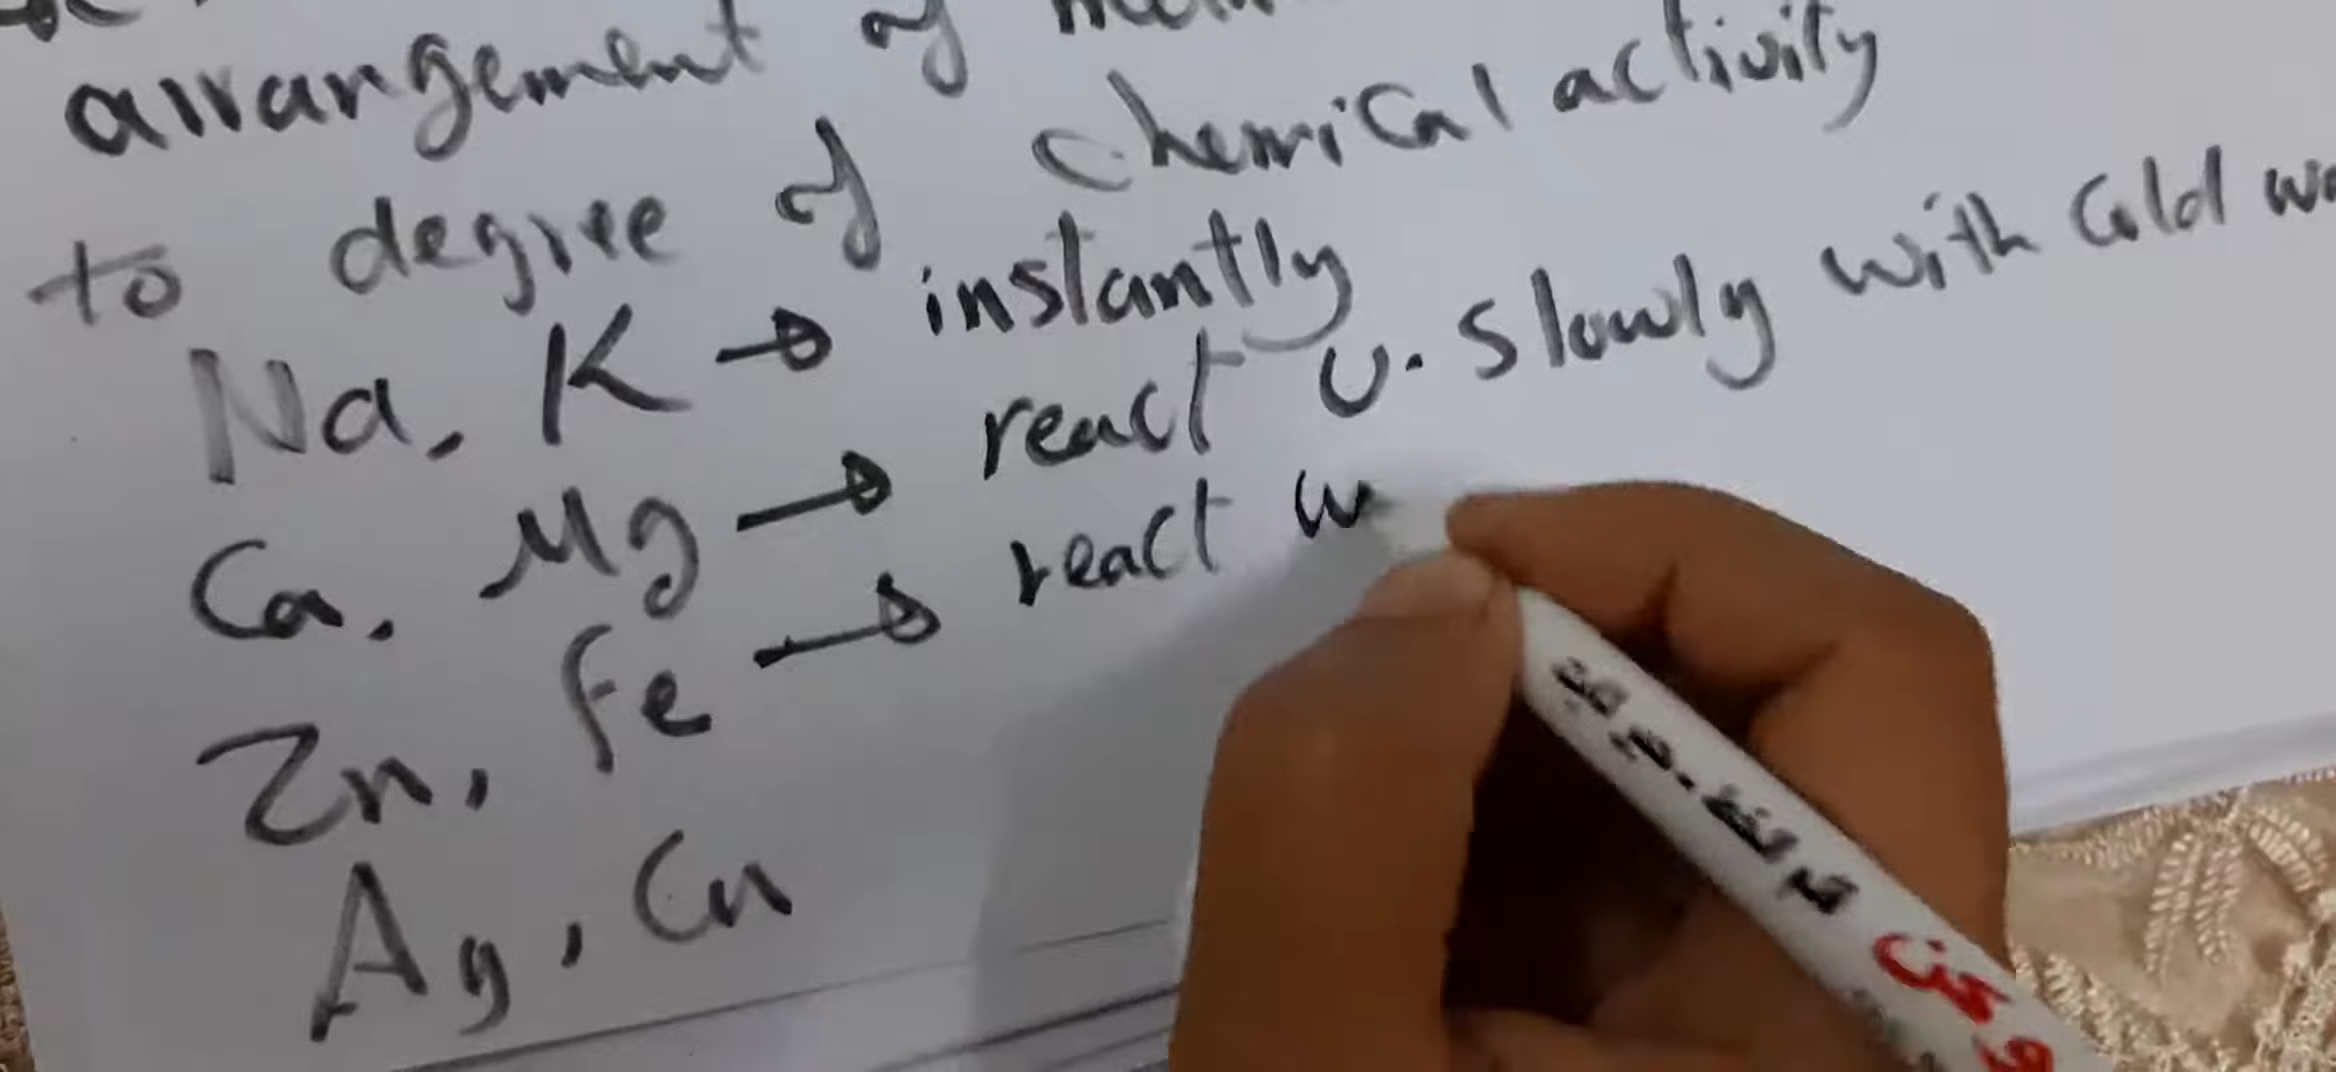 arrangement of
to degree of chemical activity
Na, K → instantly
Ca, Mg → react v. slowly with cold
Zn, Fe → react
Ag, Cu